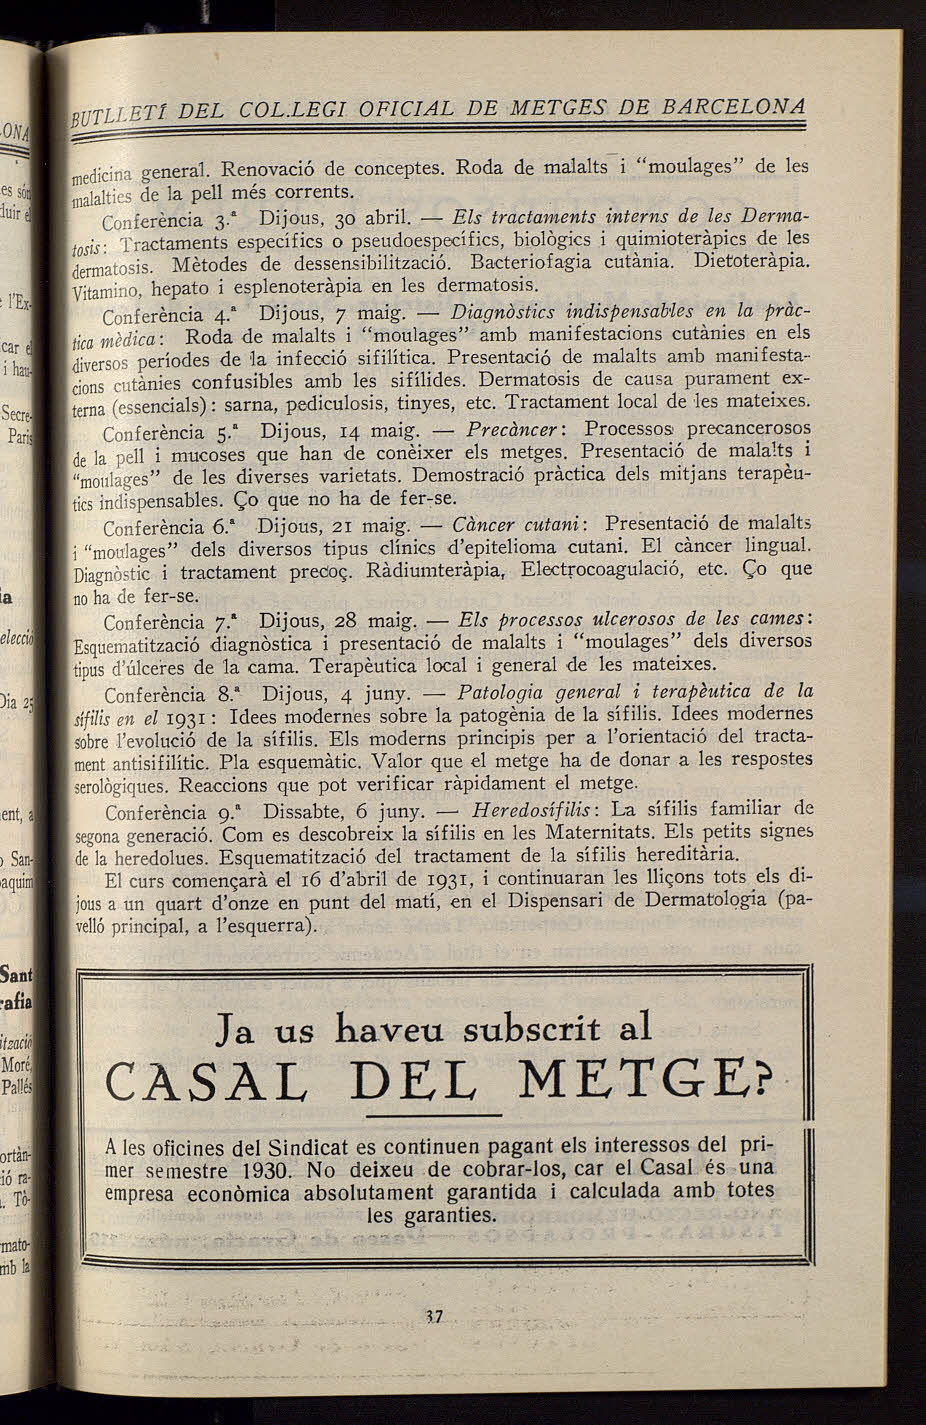 BUTLLETÍ DEL COL.LEGI OFICIAL DE METGES DE BARCELONA
medicina general. Renovació de conceptes. Roda de malalts i “moulages” de les
malalties de la pell més corrents.
Conferència 3.ª Dijous, 30 abril. — Els tractaments interns de les Derma-
tosis: Tractaments específics o pseudoespecífics, biològics i quimioteràpics de les
dermatosis. Mètodes de dessensibilització. Bacteriofagia cutània. Dietoteràpia.
Vitamino, hepato i esplenoteràpia en les dermatosis.
Conferència 4.ª Dijous, 7 maig. — Diagnòstics indispensables en la pràc-
tica mèdica: Roda de malalts i “moulages” amb manifestacions cutànies en els
diversos períodes de la infecció sifilítica. Presentació de malalts amb manifesta-
cions cutànies confusibles amb les sifílides. Dermatosis de causa purament ex-
terna (essencials): sarna, pediculosis, tinyes, etc. Tractament local de les mateixes.
Conferència 5.ª Dijous, 14 maig. — Precàncer: Processos precancerosos
de la pell i mucoses que han de conèixer els metges. Presentació de malalts i
“moulages” de les diverses varietats. Demostració pràctica dels mitjans terapèu-
tics indispensables. Ço que no ha de fer-se.
Conferència 6.ª Dijous, 21 maig. — Càncer cutani: Presentació de malalts
i “moulages” dels diversos tipus clínics d’epitelioma cutani. El càncer lingual.
Diagnòstic i tractament precoç. Ràdiumteràpia, Electrocoagulació, etc. Ço que
no ha de fer-se.
Conferència 7.ª Dijous, 28 maig. — Els processos ulcerosos de les cames:
Esquematització diagnòstica i presentació de malalts i “moulages” dels diversos
tipus d’úlceres de la cama. Terapèutica local i general de les mateixes.
Conferència 8.ª Dijous, 4 juny. — Patologia general i terapèutica de la
sífilis en el 1931: Idees modernes sobre la patogènia de la sífilis. Idees modernes
sobre l’evolució de la sífilis. Els moderns principis per a l’orientació del tracta-
ment antisifilític. Pla esquemàtic. Valor que el metge ha de donar a les respostes
serològiques. Reaccions que pot verificar ràpidament el metge.
Conferència 9.ª Dissabte, 6 juny. — Heredosífilis: La sífilis familiar de
segona generació. Com es descobreix la sífilis en les Maternitats. Els petits signes
de la heredolues. Esquematització del tractament de la sífilis hereditària.
El curs començarà el 16 d’abril de 1931, i continuaran les lliçons tots els di-
jous a un quart d’onze en punt del matí, en el Dispensari de Dermatologia (pa-
velló principal, a l’esquerra).
Ja us haveu subscrit al
CASAL DEL METGE?
A les oficines del Sindicat es continuen pagant els interessos del pri-
mer semestre 1930. No deixeu de cobrar-los, car el Casal és una
empresa econòmica absolutament garantida i calculada amb totes
les garanties.
37